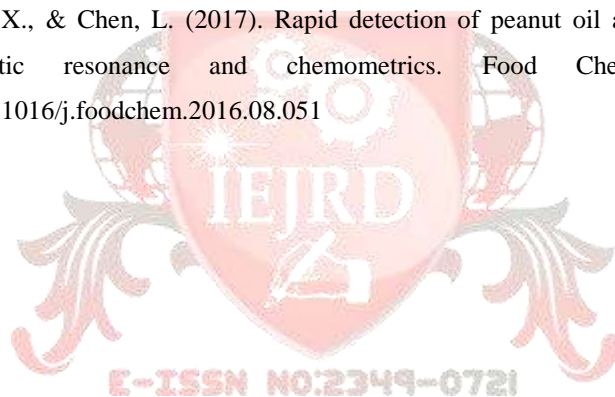 X., & Chen, L. (2017). Rapid detection of peanut oil a
tic resonance and chemometrics. Food Che
1016/j.foodchem.2016.08.051
IEJRD
E-ISSN NO:2349-0721